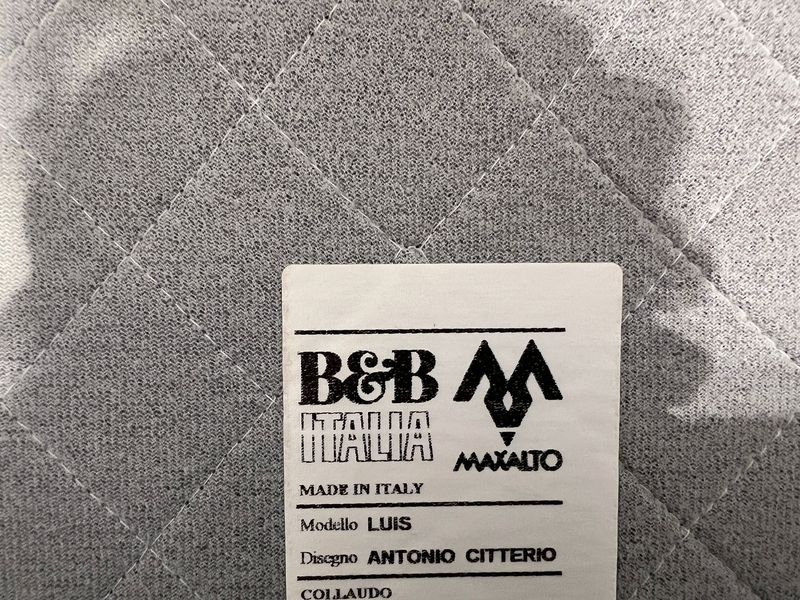 B&B
ITALIA
MAXALTO
MADE IN ITALY
Modello LUIS
Disegno ANTONIO CITTERIO
COLLAUDO